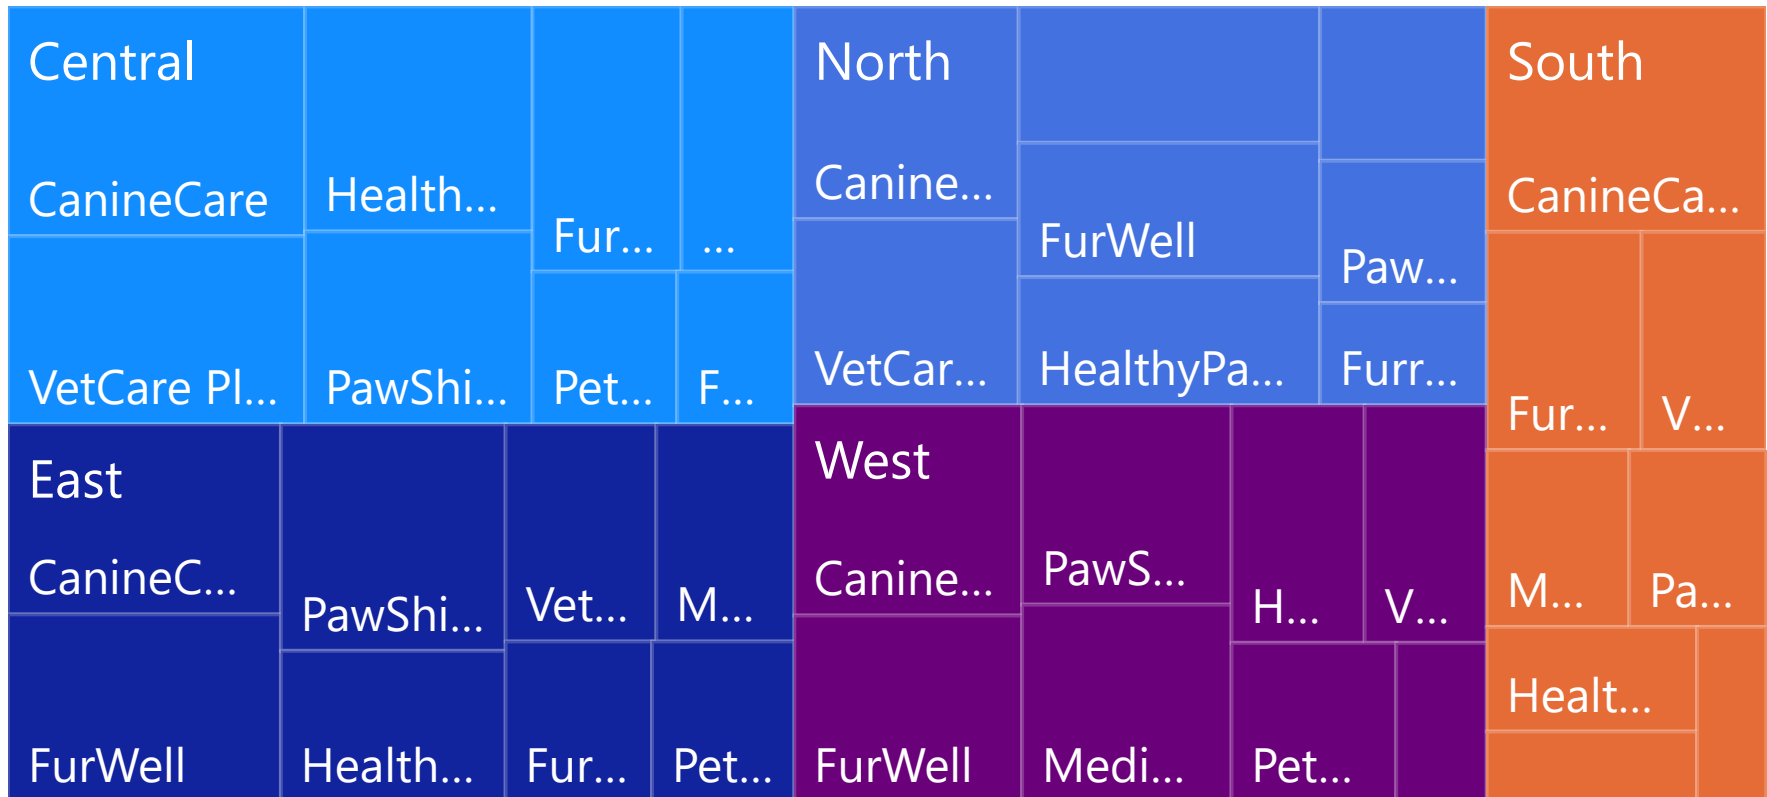 Central
CanineCare
Health...
Fur...
...
VetCare Pl...
PawShi...
Pet...
F...
North
Canine...
FurWell
Paw...
VetCar...
HealthyPa...
Furr...
South
CanineCa...
Fur...
V...
M...
Pa...
Healt...
East
CanineC...
PawShi...
Vet...
M...
FurWell
Health...
Fur...
Pet...
West
Canine...
PawS...
H...
V...
FurWell
Medi...
Pet...